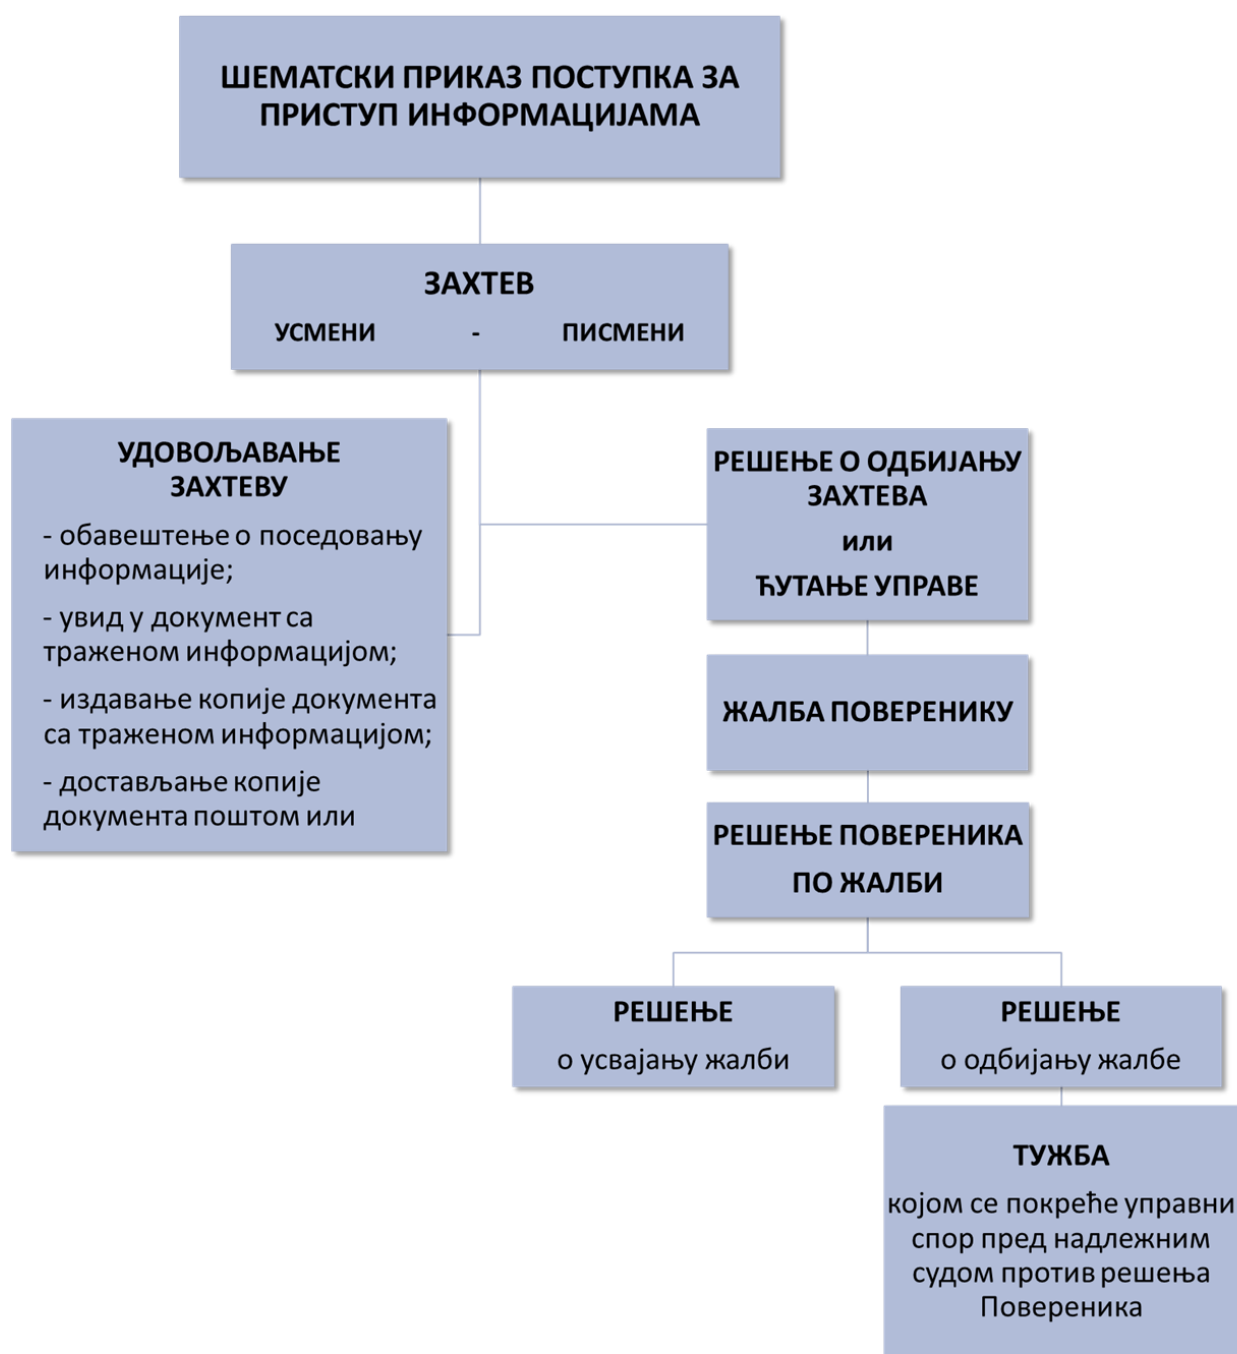 ШЕМАТСКИ ПРИКАЗ ПОСТУПКА ЗА
ПРИСТУП ИНФОРМАЦИЈАМА
ЗАХТЕВ
УСМЕНИ - ПИСМЕНИ
УДОВОЉАВАЊЕ
ЗАХТЕВУ
- обавештење о поседовању
информације;
- увид у документ са
траженом информацијом;
- издавање копије документа
са траженом информацијом;
- достављање копије
документа поштом или
РЕШЕЊЕ О ОДБИЈАЊУ
ЗАХТЕВА
или
ЋУТАЊЕ УПРАВЕ
ЖАЛБА ПОВЕРЕНИКУ
РЕШЕЊЕ ПОВЕРЕНИКА
ПО ЖАЛБИ
РЕШЕЊЕ
о усвајању жалби
РЕШЕЊЕ
о одбијању жалбе
ТУЖБА
којом се покреће управни
спор пред надлежним
судом против решења
Повереника